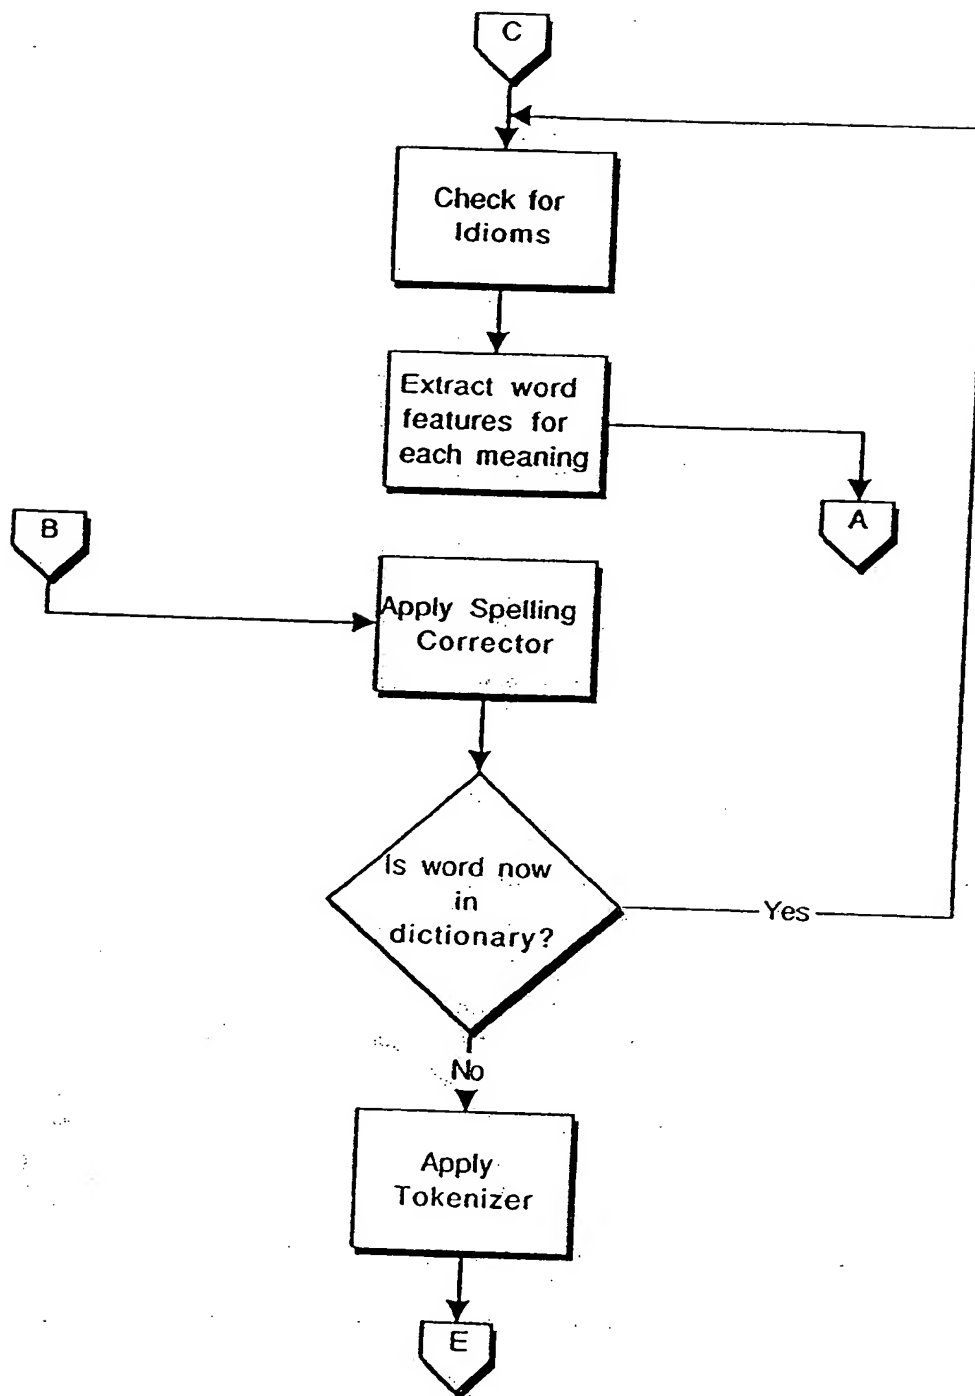 C
Check for
Idioms
Extract word
features for
each meaning
A
B
Apply Spelling
Corrector
Is word now
in
dictionary?
Yes
No
Apply
Tokenizer
E